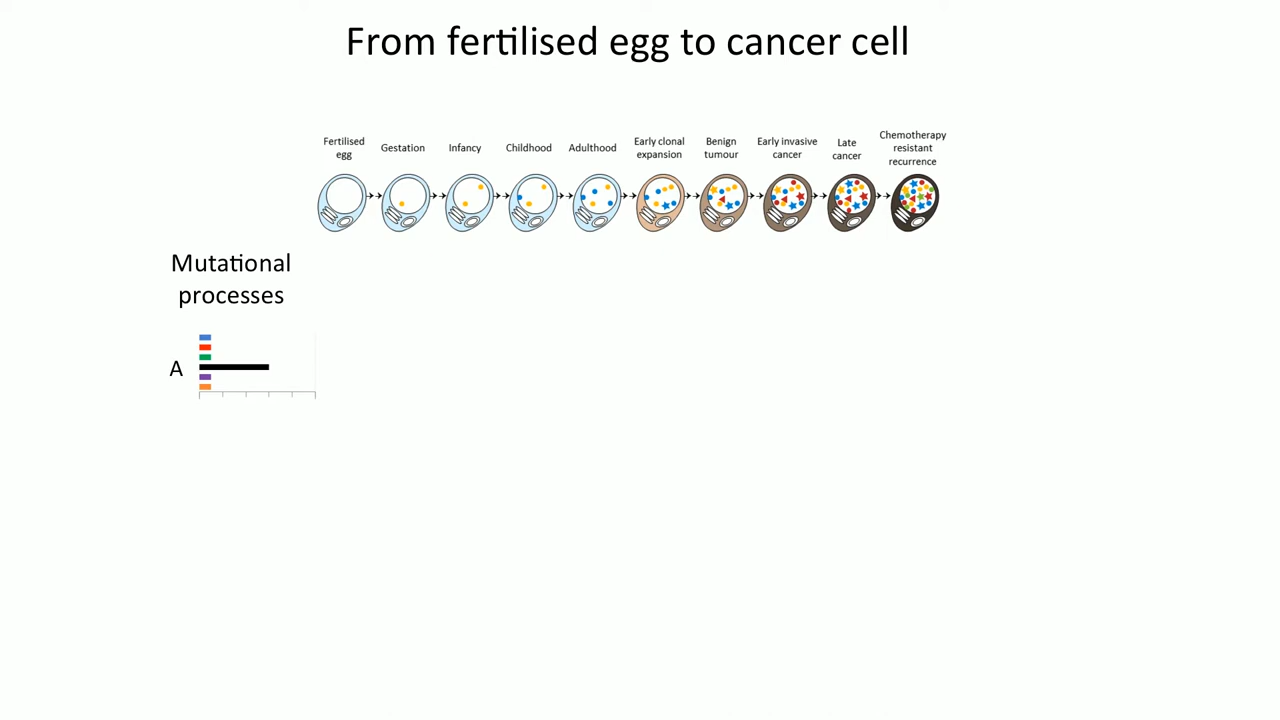 From fertilised egg to cancer cell
Fertilised
egg
Gestation
Infancy
Childhood
Adulthood
Early clonal
expansion
Benign
tumour
Early invasive
cancer
Late
cancer
Chemotherapy
resistant
recurrence
Mutational
processes
A